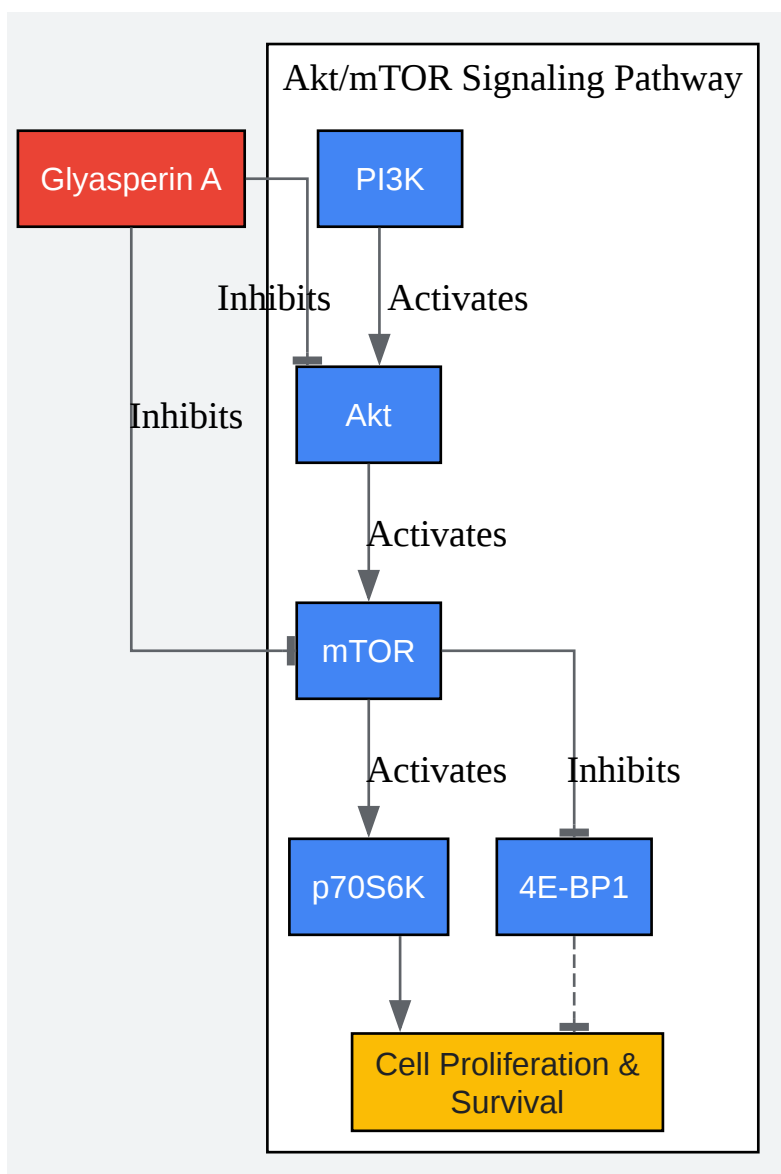 Akt/mTOR Signaling Pathway
Glyasperin A
PI3K
Inhibits
Activates
Akt
Inhibits
Activates
mTOR
Activates
Inhibits
p70S6K
4E-BP1
Cell Proliferation &
Survival